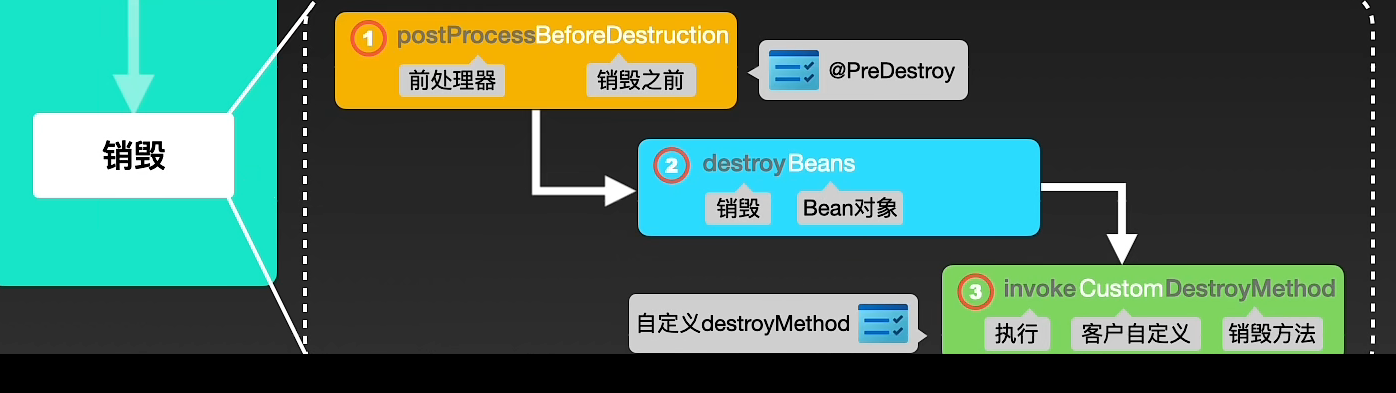 1 postProcessBeforeDestruction
前处理器 销毁之前
@PreDestroy
销毁
2 destroyBeans
销毁 Bean对象
3 invokeCustomDestroyMethod
执行 客户自定义 销毁方法
自定义destroyMethod